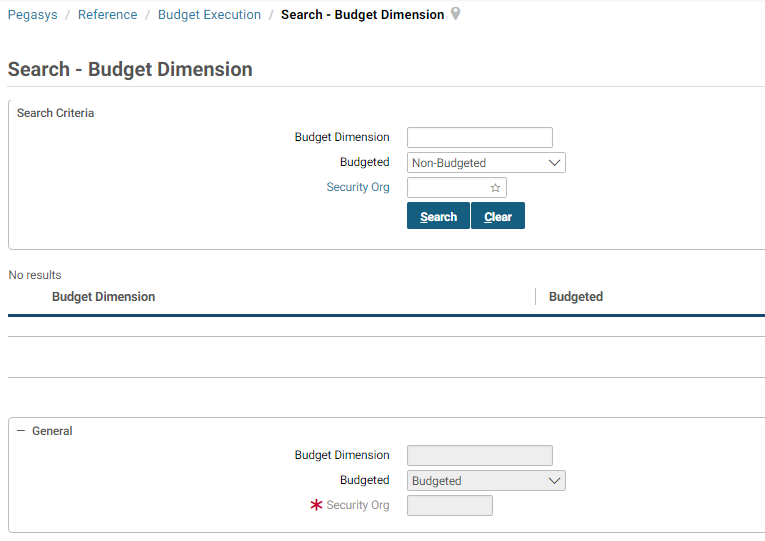 Pegasys / Reference / Budget Execution / Search - Budget Dimension
Search - Budget Dimension
Search Criteria
Budget Dimension
Budgeted Non-Budgeted
Security Org
Search Clear
No results
Budget Dimension Budgeted
General
Budget Dimension
Budgeted Budgeted
* Security Org